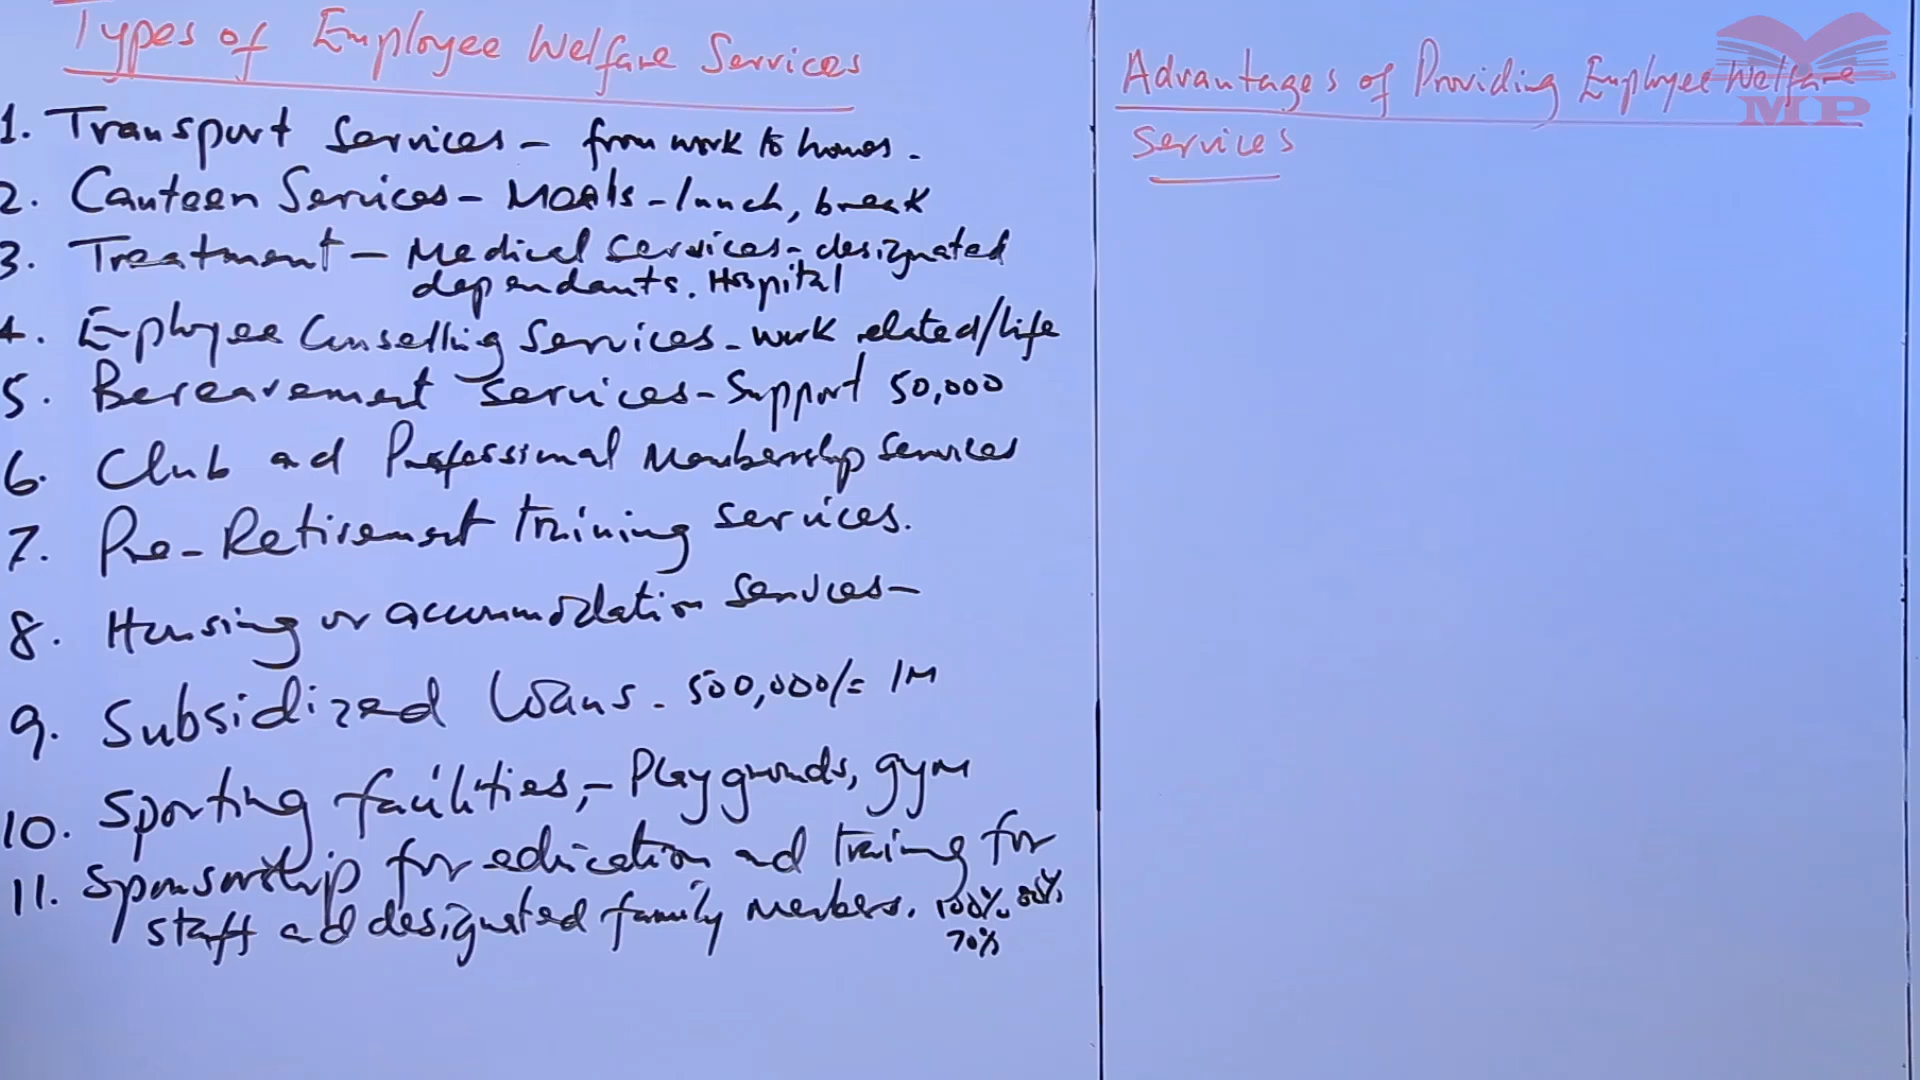 Types of Employee Welfare Services
1. Transport Services - from work to homes.
2. Canteen Services - Meals - lunch, break
3. Treatment - Medical Services - designated
dependants. Hospital
4. Employee Counselling Services - work related/life
5. Bereavement services - Support 50,000
6. Club ad Professional Membership Services
7. Pre-Retirement training services.
8. Housing or accommodation services -
9. Subsidized Loans - 500,000/= 1M
10. Sporting facilities, - Playgrounds, gym
11. Sponsorship for education ad training for
staff ad designated family members. 100%
70%
Advantages of Providing Employee Welfare
Services
MP